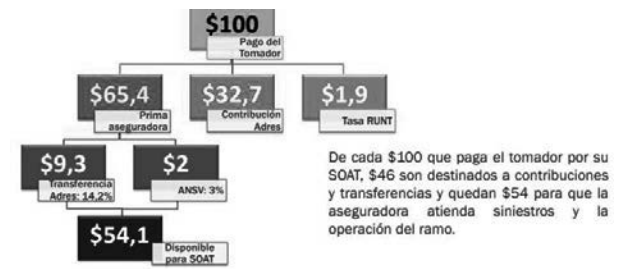 $100
Pago del
Tomador
$65,4
Prima
aseguradora
$32,7
Contribución
Adres
$1,9
Tasa RUNT
$9,3
Transferencia
Adres: 14,2%
$2
ANSV: 3%
$54,1
Disponible
para SOAT
De cada $100 que paga el tomador por su
SOAT, $46 son destinados a contribuciones
y transferencias y quedan $54 para que la
aseguradora atienda siniestros y la
operación del ramo.